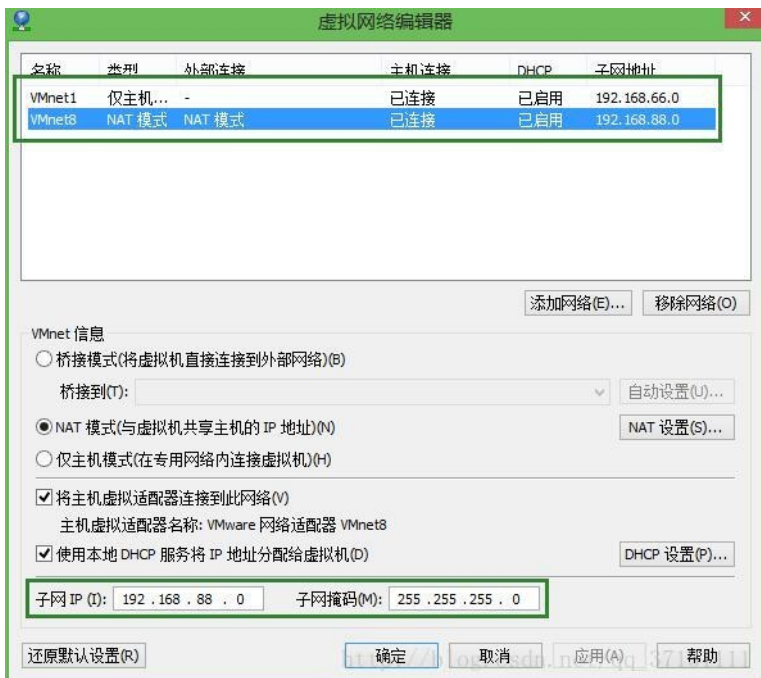 虚拟网络编辑器
名称 类型 外部连接 主机连接 DHCP 子网地址
VMnet1 仅主机... - 已连接 已启用 192.168.66.0
VMnet8 NAT 模式 NAT 模式 已连接 已启用 192.168.88.0
添加网络(E)... 移除网络(O)
VMnet 信息
桥接模式(将虚拟机直接连接到外部网络)(B)
桥接到(T): 自动设置(U)...
NAT 模式(与虚拟机共享主机的 IP 地址)(N) NAT 设置(S)...
仅主机模式(在专用网络内连接虚拟机)(H)
将主机虚拟适配器连接到此网络(V)
主机虚拟适配器名称: VMware 网络适配器 VMnet8
使用本地 DHCP 服务将 IP 地址分配给虚拟机(D) DHCP 设置(P)...
子网 IP (I): 192 . 168 . 88 . 0 子网掩码(M): 255 . 255 . 255 . 0
还原默认设置(R) 确定 取消 应用(A) 帮助